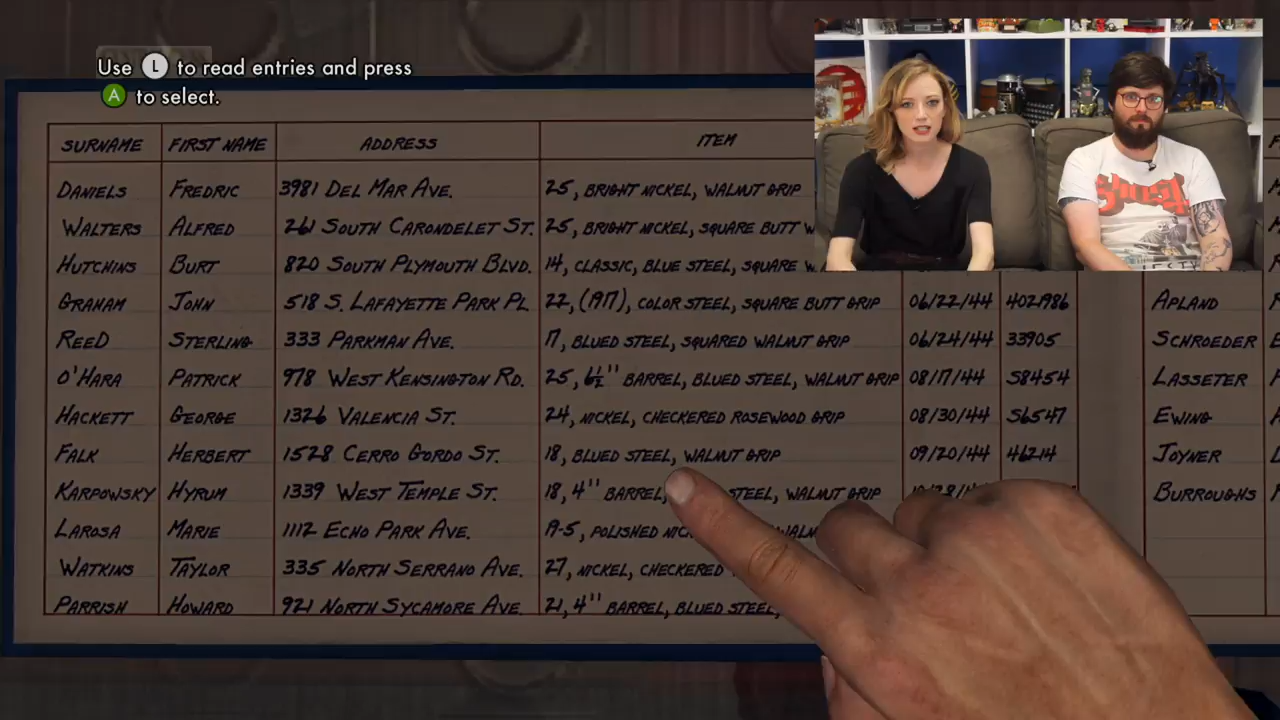 Use L to read entries and press
A to select.
SURNAME FIRST NAME ADDRESS ITEM
DANIELS FREDRIC 3981 DEL MAR AVE. 25, BRIGHT NICKEL, WALNUT GRIP
WALTERS ALFRED 261 SOUTH CARONDELET ST. 25, BRIGHT NICKEL, SQUARE BUTT
HUTCHINS BURT 820 SOUTH PLYMOUTH BLVD. 14, CLASSIC, BLUE STEEL, SQUARE
GRAHAM JOHN 518 S. LAFAYETTE PARK PL 22, (1917), COLOR STEEL, SQUARE BUTT GRIP 06/22/44 402986 APLAND
REED STERLING 333 PARKMAN AVE. 17, BLUED STEEL, SQUARED WALNUT GRIP 06/24/44 33905 SCHROEDER
O'HARA PATRICK 978 WEST KENSINGTON RD. 25, 6½" BARREL, BLUED STEEL, WALNUT GRIP 08/17/44 S8454 LASSETER
HACKETT GEORGE 1326 VALENCIA ST. 24, NICKEL, CHECKERED ROSEWOOD GRIP 08/30/44 S6547 EWING
FALK HERBERT 1528 CERRO GORDO ST. 18, BLUED STEEL, WALNUT GRIP 09/20/44 46214 JOYNER
KARPOWSKY HYRUM 1339 WEST TEMPLE ST. 18, 4" BARREL, STEEL, WALNUT GRIP BURROUGHS
LAROSA MARIE 1112 ECHO PARK AVE. 19-5, POLISHED
WATKINS TAYLOR 335 NORTH SERRANO AVE. 27, NICKEL, CHECKERED
PARRISH HOWARD 921 NORTH SYCAMORE AVE. 21, 4" BARREL, BLUED STEEL,